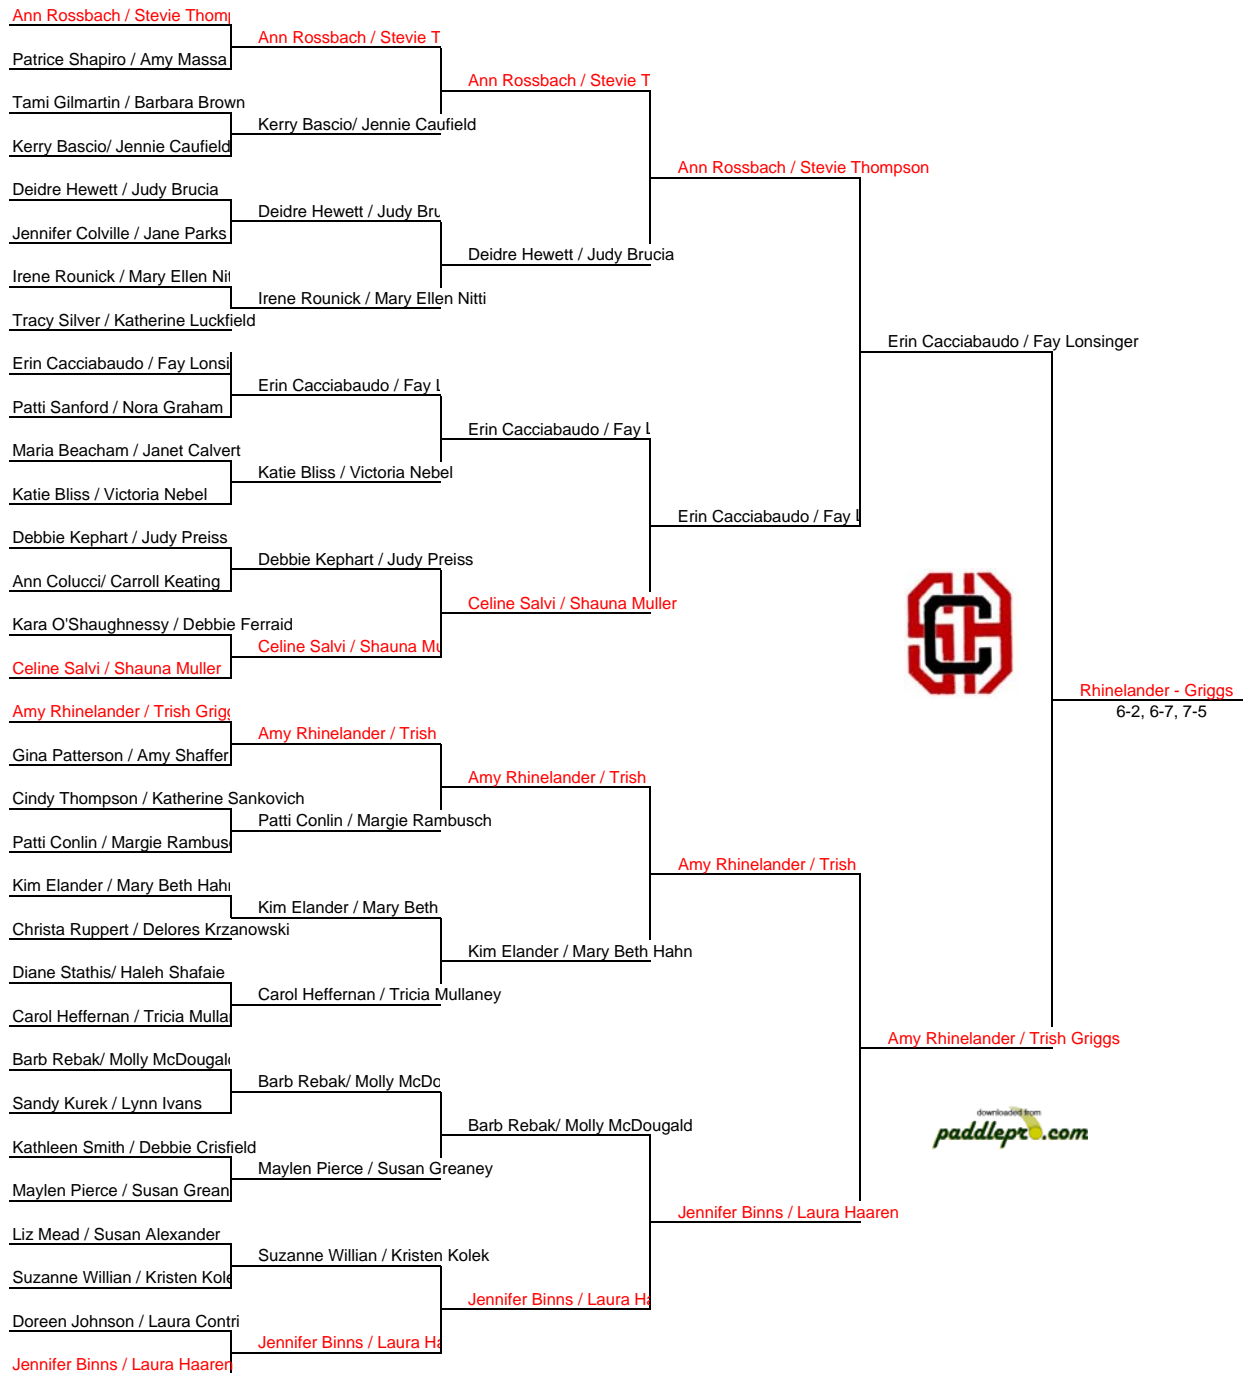 Ann Rossbach / Stevie Thom
Patrice Shapiro / Amy Massa
Tami Gilmartin / Barbara Brown
Kerry Bascio/ Jennie Caufield
Deidre Hewett / Judy Brucia
Jennifer Colville / Jane Parks
Irene Rounick / Mary Ellen Nit
Tracy Silver / Katherine Luckfield
Erin Cacciabaudo / Fay Lonsi
Patti Sanford / Nora Graham
Maria Beacham / Janet Calvert
Katie Bliss / Victoria Nebel
Debbie Kephart / Judy Preiss
Ann Colucci/ Carroll Keating
Kara O'Shaughnessy / Debbie Ferraid
Celine Salvi / Shauna Muller
Amy Rhinelander / Trish Grigg
Gina Patterson / Amy Shaffer
Cindy Thompson / Katherine Sankovich
Patti Conlin / Margie Rambus
Kim Elander / Mary Beth Hahn
Christa Ruppert / Delores Krzanowski
Diane Stathis/ Haleh Shafaie
Carol Heffernan / Tricia Mulla
Barb Rebak/ Molly McDougald
Sandy Kurek / Lynn Ivans
Kathleen Smith / Debbie Crisfield
Maylen Pierce / Susan Grean
Liz Mead / Susan Alexander
Suzanne Willian / Kristen Kole
Doreen Johnson / Laura Contri
Jennifer Binns / Laura Haaren
Ann Rossbach / Stevie T
Kerry Bascio/ Jennie Caufield
Deidre Hewett / Judy Bru
Irene Rounick / Mary Ellen Nitti
Erin Cacciabaudo / Fay L
Katie Bliss / Victoria Nebel
Debbie Kephart / Judy Preiss
Celine Salvi / Shauna Mu
Amy Rhinelander / Trish
Patti Conlin / Margie Rambusch
Kim Elander / Mary Beth
Carol Heffernan / Tricia Mullaney
Barb Rebak/ Molly McDo
Maylen Pierce / Susan Greaney
Suzanne Willian / Kristen Kolek
Jennifer Binns / Laura Ha
Ann Rossbach / Stevie T
Deidre Hewett / Judy Brucia
Erin Cacciabaudo / Fay L
Celine Salvi / Shauna Muller
Amy Rhinelander / Trish
Kim Elander / Mary Beth Hahn
Barb Rebak/ Molly McDougald
Jennifer Binns / Laura Ha
Ann Rossbach / Stevie Thompson
Erin Cacciabaudo / Fay L
Amy Rhinelander / Trish
Jennifer Binns / Laura Haaren
Erin Cacciabaudo / Fay Lonsinger
Amy Rhinelander / Trish Griggs
Rhinelander - Griggs
6-2, 6-7, 7-5
downloaded from
paddlepro.com